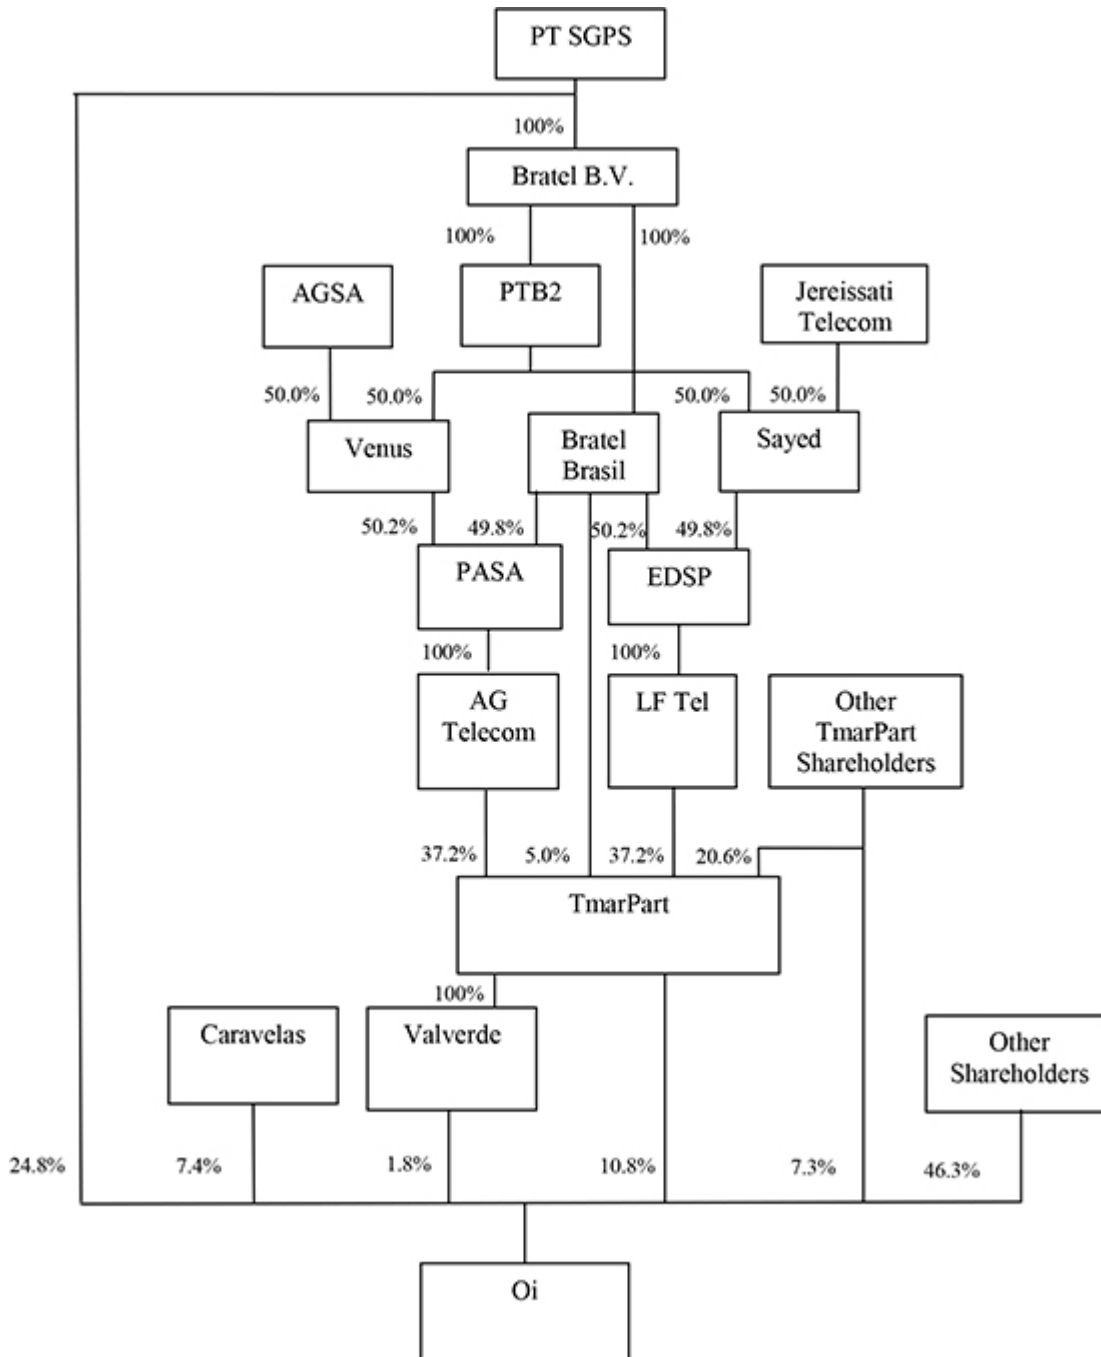 PT SGPS
100%
Bratel B.V.
100%
100%
AGSA
PTB2
Jereissati
Telecom
50.0%
50.0%
50.0%
50.0%
Venus
Bratel
Brasil
Sayed
50.2%
49.8%
50.2%
49.8%
PASA
EDSP
100%
100%
AG
Telecom
LF Tel
Other
TmarPart
Shareholders
37.2%
5.0%
37.2%
20.6%
TmarPart
100%
Caravelas
Valverde
Other
Shareholders
24.8%
7.4%
1.8%
10.8%
7.3%
46.3%
Oi